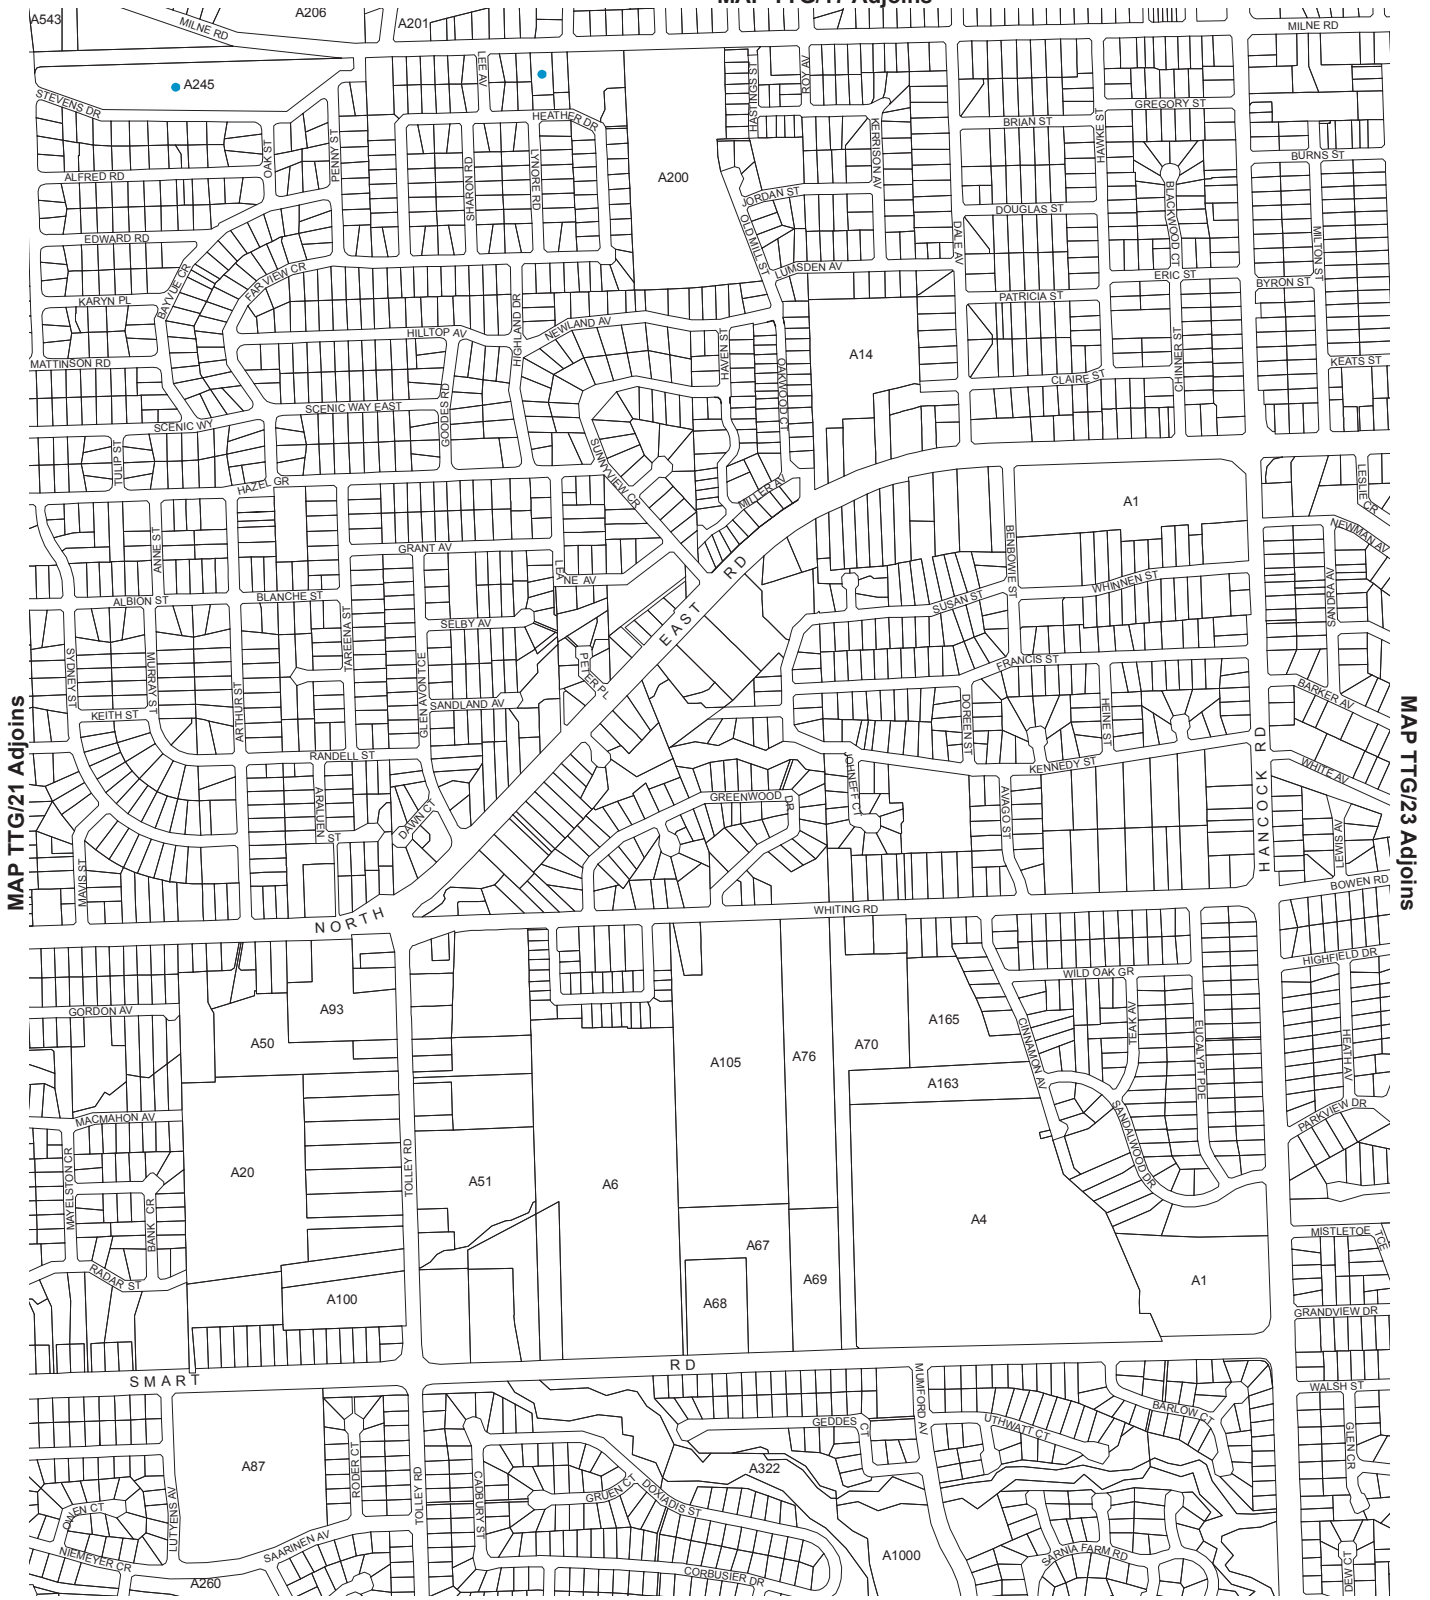 MAP TTG/17 Adjoins
A543
A206
A201
MILNE RD
MILNE RD
A245
STEVENS DR
LEE AV
HEATHER DR
HASTINGS ST
ROY AV
KERRISON AV
BRIAN ST
GREGORY ST
HAWKE ST
BURNS ST
OAK ST
PENNY ST
SHARON RD
LYNORE RD
A200
ALFRED RD
JORDAN ST
OLD MILL ST
DOUGLAS ST
DALE AV
BLACKWOOD CT
MILTON ST
EDWARD RD
BAYVUE CR
FAR VIEW CR
LUMSDEN AV
ERIC ST
BYRON ST
PATRICIA ST
KARYN PL
HILLTOP AV
HIGHLAND DR
NEWLAND AV
HAVEN ST
OAKWOOD CT
A14
CHINNER ST
MATTINSON RD
KEATS ST
CLAIRE ST
SCENIC WAY EAST
GOODES RD
SCENIC WY
TULIP ST
SUNNYVIEW CR
HAZEL GR
MILLER AV
A1
LESLIE CR
NEWMAN AV
ANNE ST
GRANT AV
BENBOWIE ST
LEANE AV
RD
WHINNEN ST
SANDRA AV
ALBION ST
BLANCHE ST
TAREENA ST
SUSAN ST
SELBY AV
EAST
SYDNEY ST
MURRAY ST
ARTHUR ST
GLEN AVON TCE
PETER PL
FRANCIS ST
BARKER AV
SANDLAND AV
DOREEN ST
HEINE ST
KEITH ST
MAP TTG/21 Adjoins
MAP TTG/23 Adjoins
RANDELL ST
JOHNEFF CT
KENNEDY ST
HANCOCK RD
WHITE AV
GREENWOOD DR
ARALUEN ST
DAWN CT
AVAGO ST
LEWIS AV
MAVIS ST
BOWEN RD
NORTH
WHITING RD
HIGHFIELD DR
WILD OAK GR
GORDON AV
A93
A50
A105
A76
A70
A165
CINNAMON AV
TEAK AV
EUCALYPT PDE
HEATH AV
A163
MACMAHON AV
SANDALWOOD DR
PARKVIEW DR
TOLLEY RD
MAYELSTON CR
A20
A51
A6
BANK CR
A4
MISTLETOE TCE
A67
RADAR ST
A100
A68
A69
A1
GRANDVIEW DR
SMART
RD
MUMFORD AV
WALSH ST
BARLOW CT
GEDDES CT
UTHWATT CT
GLEN CR
A87
RODER CT
TOLLEY RD
CADBURY ST
A322
GRUEN CT
DOXIADIS ST
OWEN CT
LUTYENS AV
SAARINEN AV
NIEMEYER CR
A260
CORBUSIER DR
A1000
SARNIA FARM RD
DEW CT